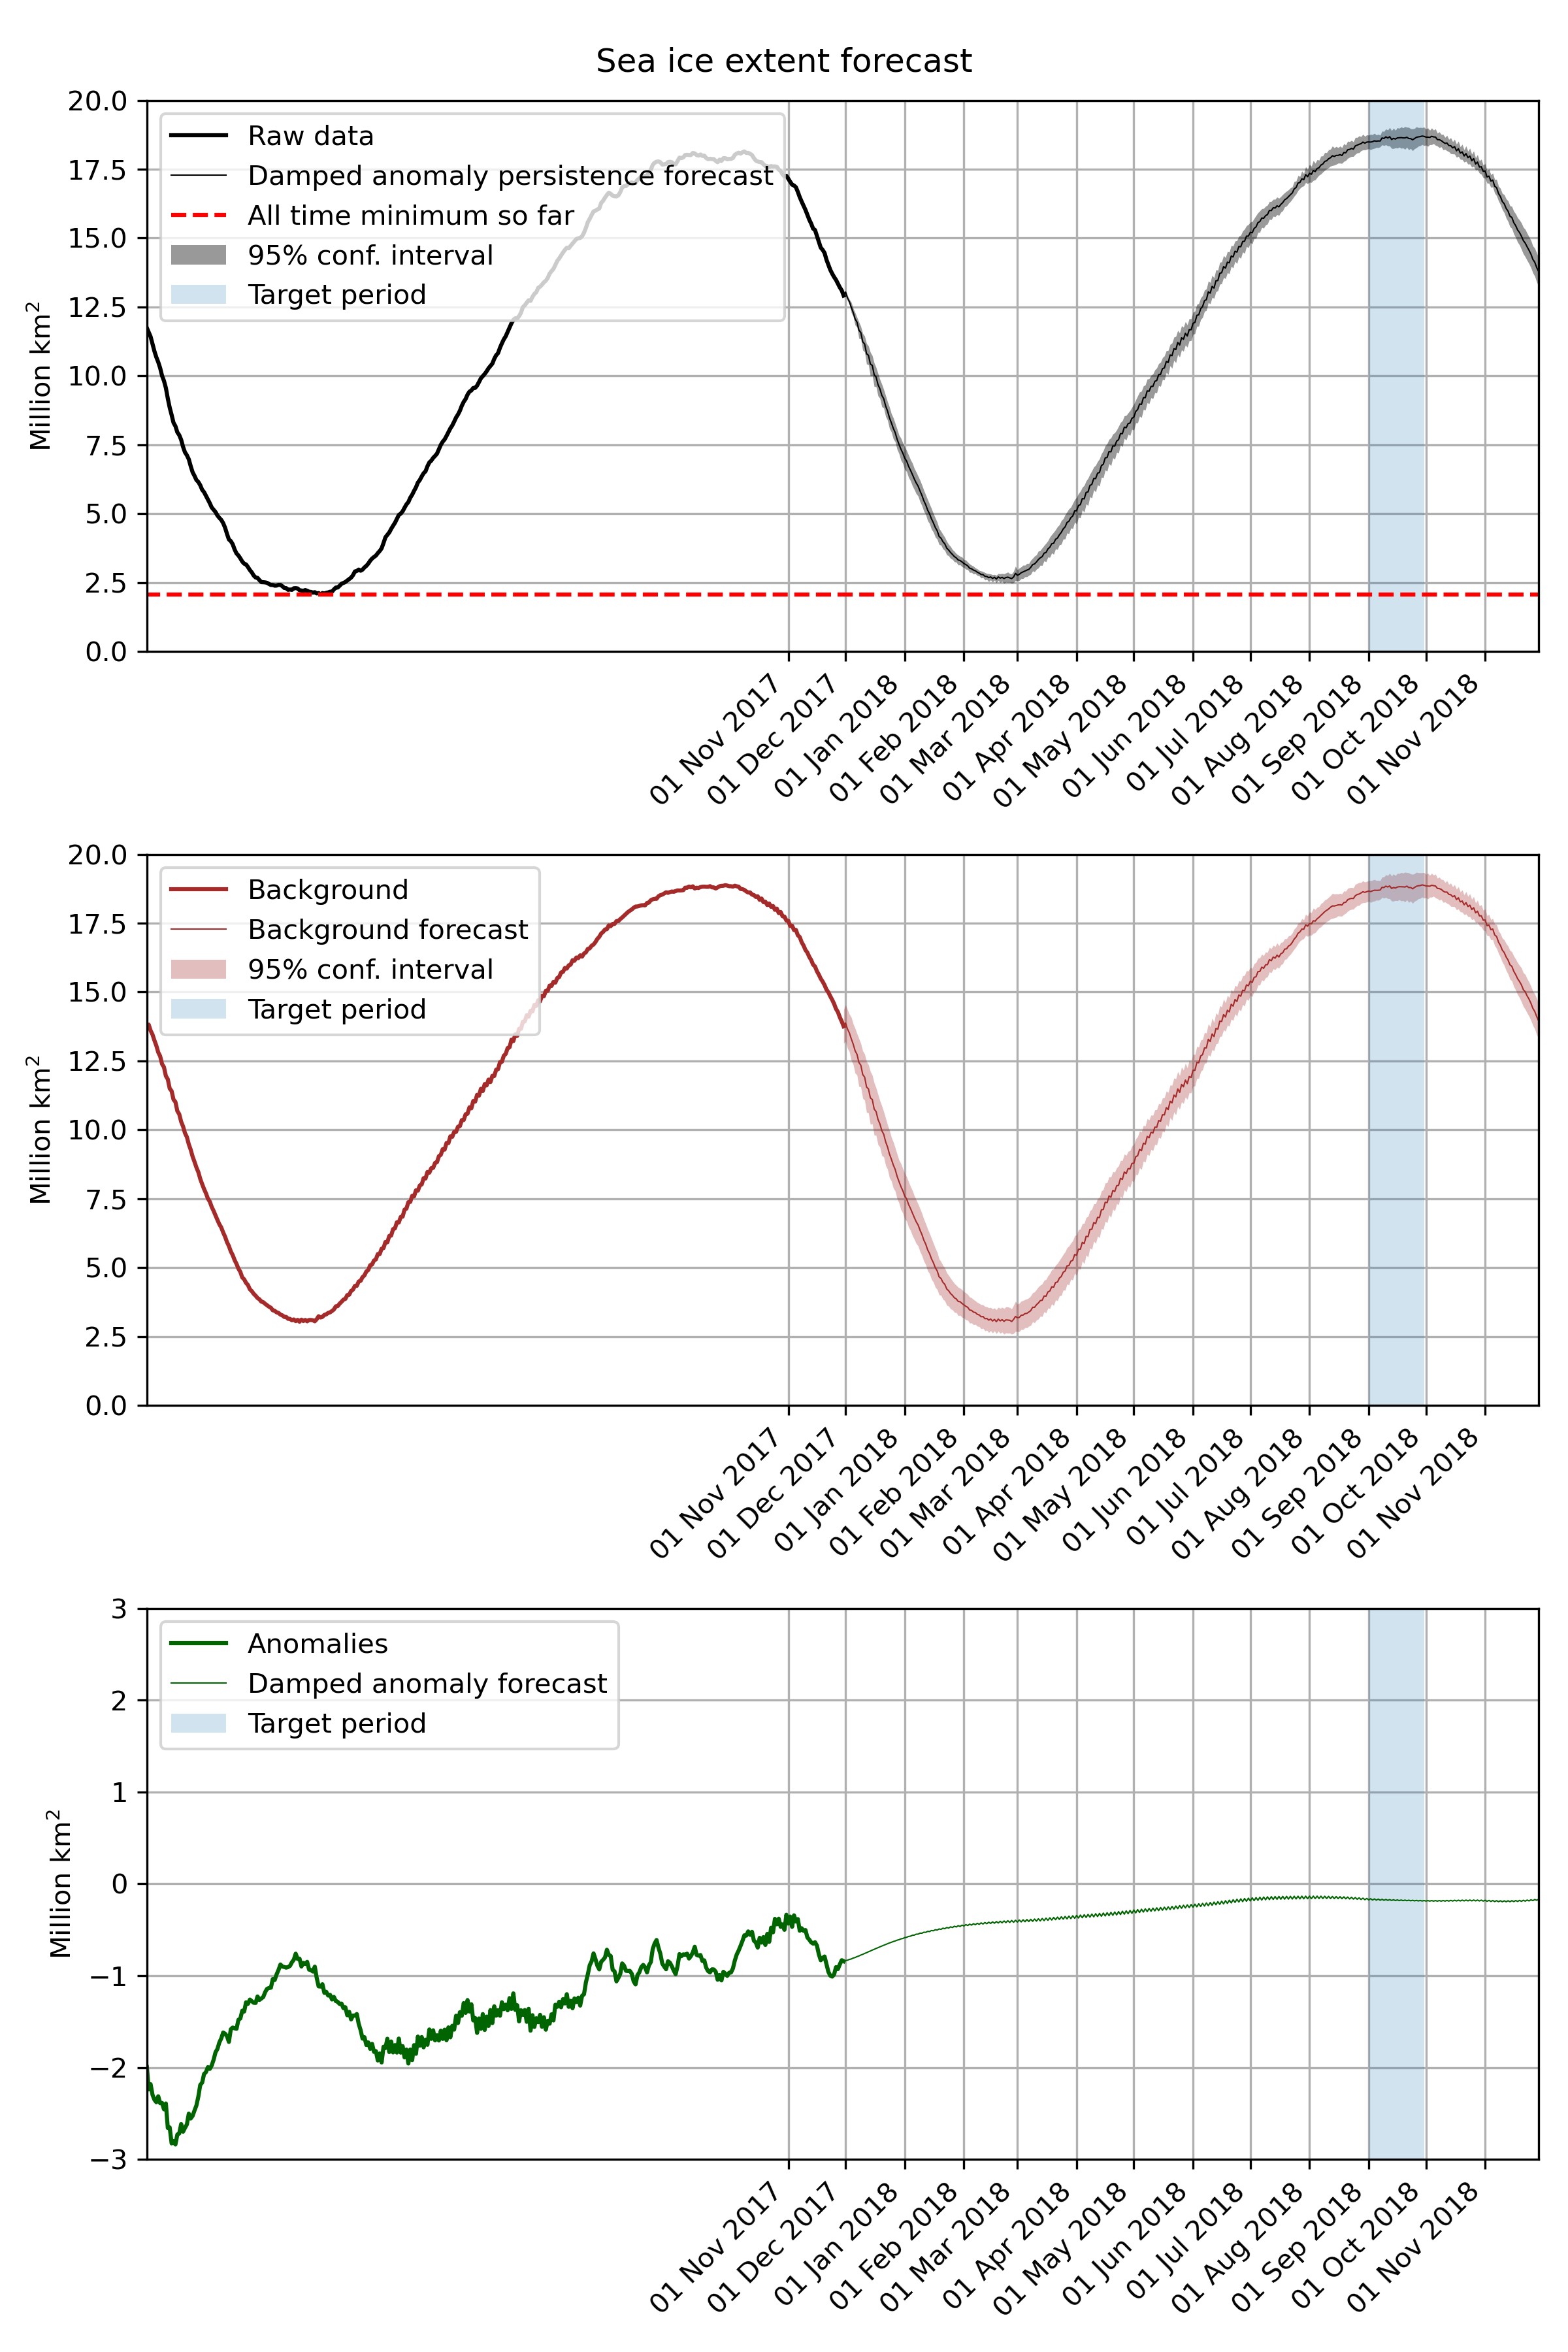 Sea ice extent forecast
20.0
17.5
15.0
12.5
10.0
7.5
5.0
2.5
0.0
Million km²
Raw data
Damped anomaly persistence forecast
All time minimum so far
95% conf. interval
Target period
01 Nov 2017
01 Dec 2017
01 Jan 2018
01 Feb 2018
01 Mar 2018
01 Apr 2018
01 May 2018
01 Jun 2018
01 Jul 2018
01 Aug 2018
01 Sep 2018
01 Oct 2018
01 Nov 2018
20.0
17.5
15.0
12.5
10.0
7.5
5.0
2.5
0.0
Million km²
Background
Background forecast
95% conf. interval
Target period
01 Nov 2017
01 Dec 2017
01 Jan 2018
01 Feb 2018
01 Mar 2018
01 Apr 2018
01 May 2018
01 Jun 2018
01 Jul 2018
01 Aug 2018
01 Sep 2018
01 Oct 2018
01 Nov 2018
3
2
1
0
−1
−2
−3
Million km²
Anomalies
Damped anomaly forecast
Target period
01 Nov 2017
01 Dec 2017
01 Jan 2018
01 Feb 2018
01 Mar 2018
01 Apr 2018
01 May 2018
01 Jun 2018
01 Jul 2018
01 Aug 2018
01 Sep 2018
01 Oct 2018
01 Nov 2018